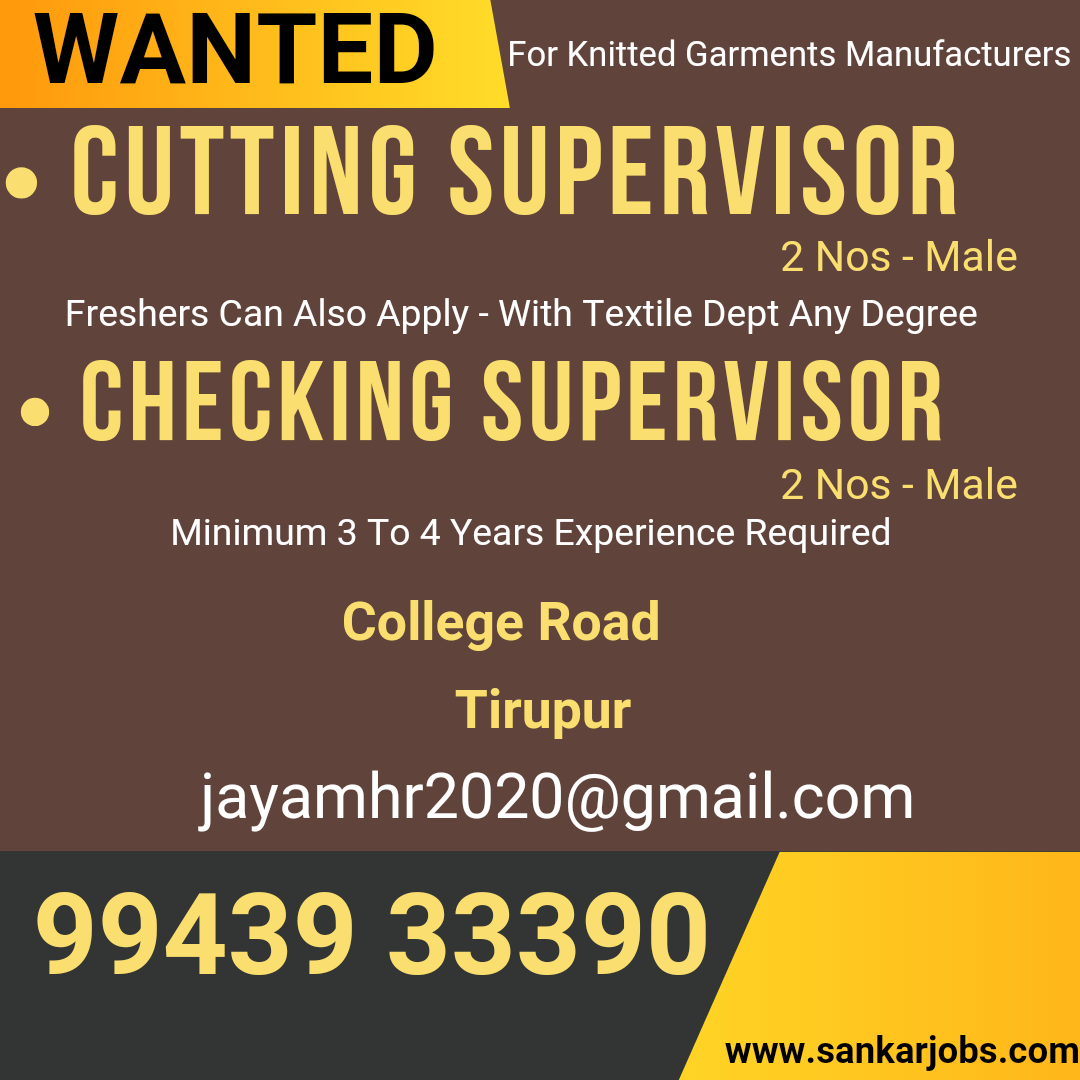 WANTED
For Knitted Garments Manufacturers
• CUTTING SUPERVISOR
2 Nos - Male
Freshers Can Also Apply - With Textile Dept Any Degree
• CHECKING SUPERVISOR
2 Nos - Male
Minimum 3 To 4 Years Experience Required
College Road
Tirupur
jayamhr2020@gmail.com
99439 33390
www.sankarjobs.com